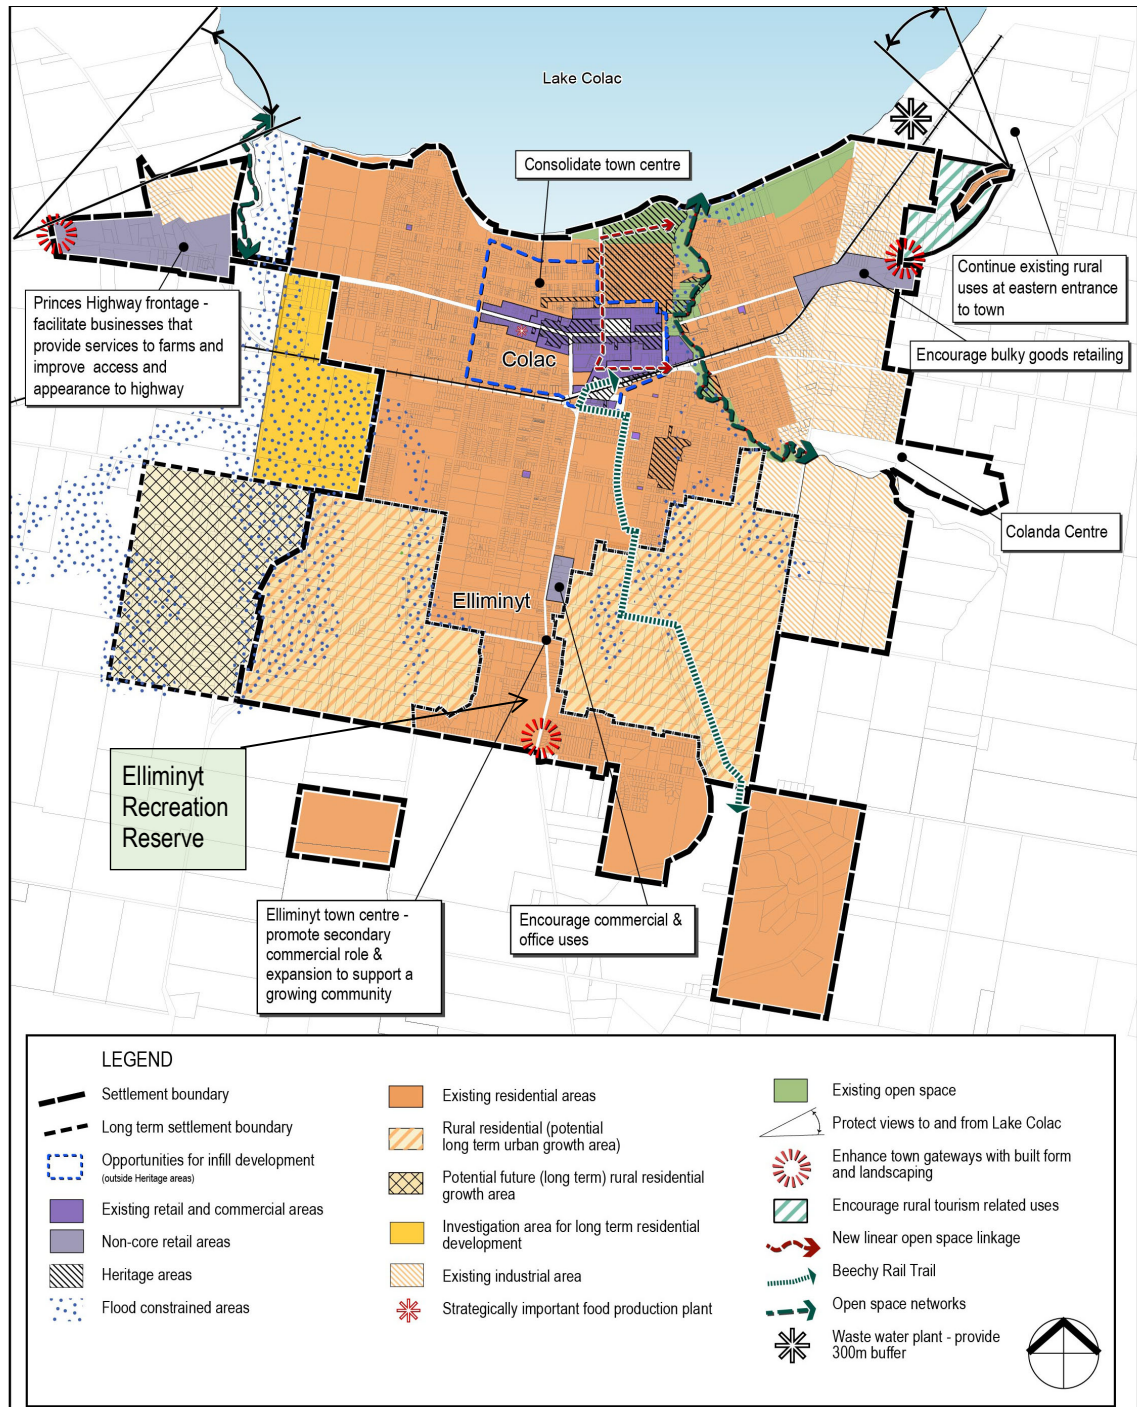 Lake Colac
Consolidate town centre
Continue existing rural
uses at eastern entrance
to town
Princes Highway frontage -
facilitate businesses that
provide services to farms and
improve access and
appearance to highway
Encourage bulky goods retailing
Colac
Colanda Centre
Elliminyt
Elliminyt
Recreation
Reserve
Elliminyt town centre -
promote secondary
commercial role &
expansion to support a
growing community
Encourage commercial &
office uses
LEGEND
Settlement boundary
Long term settlement boundary
Opportunities for infill development
(outside Heritage areas)
Existing retail and commercial areas
Non-core retail areas
Heritage areas
Flood constrained areas
Existing residential areas
Rural residential (potential
long term urban growth area)
Potential future (long term) rural residential
growth area
Investigation area for long term residential
development
Existing industrial area
Strategically important food production plant
Existing open space
Protect views to and from Lake Colac
Enhance town gateways with built form
and landscaping
Encourage rural tourism related uses
New linear open space linkage
Beechy Rail Trail
Open space networks
Waste water plant - provide
300m buffer